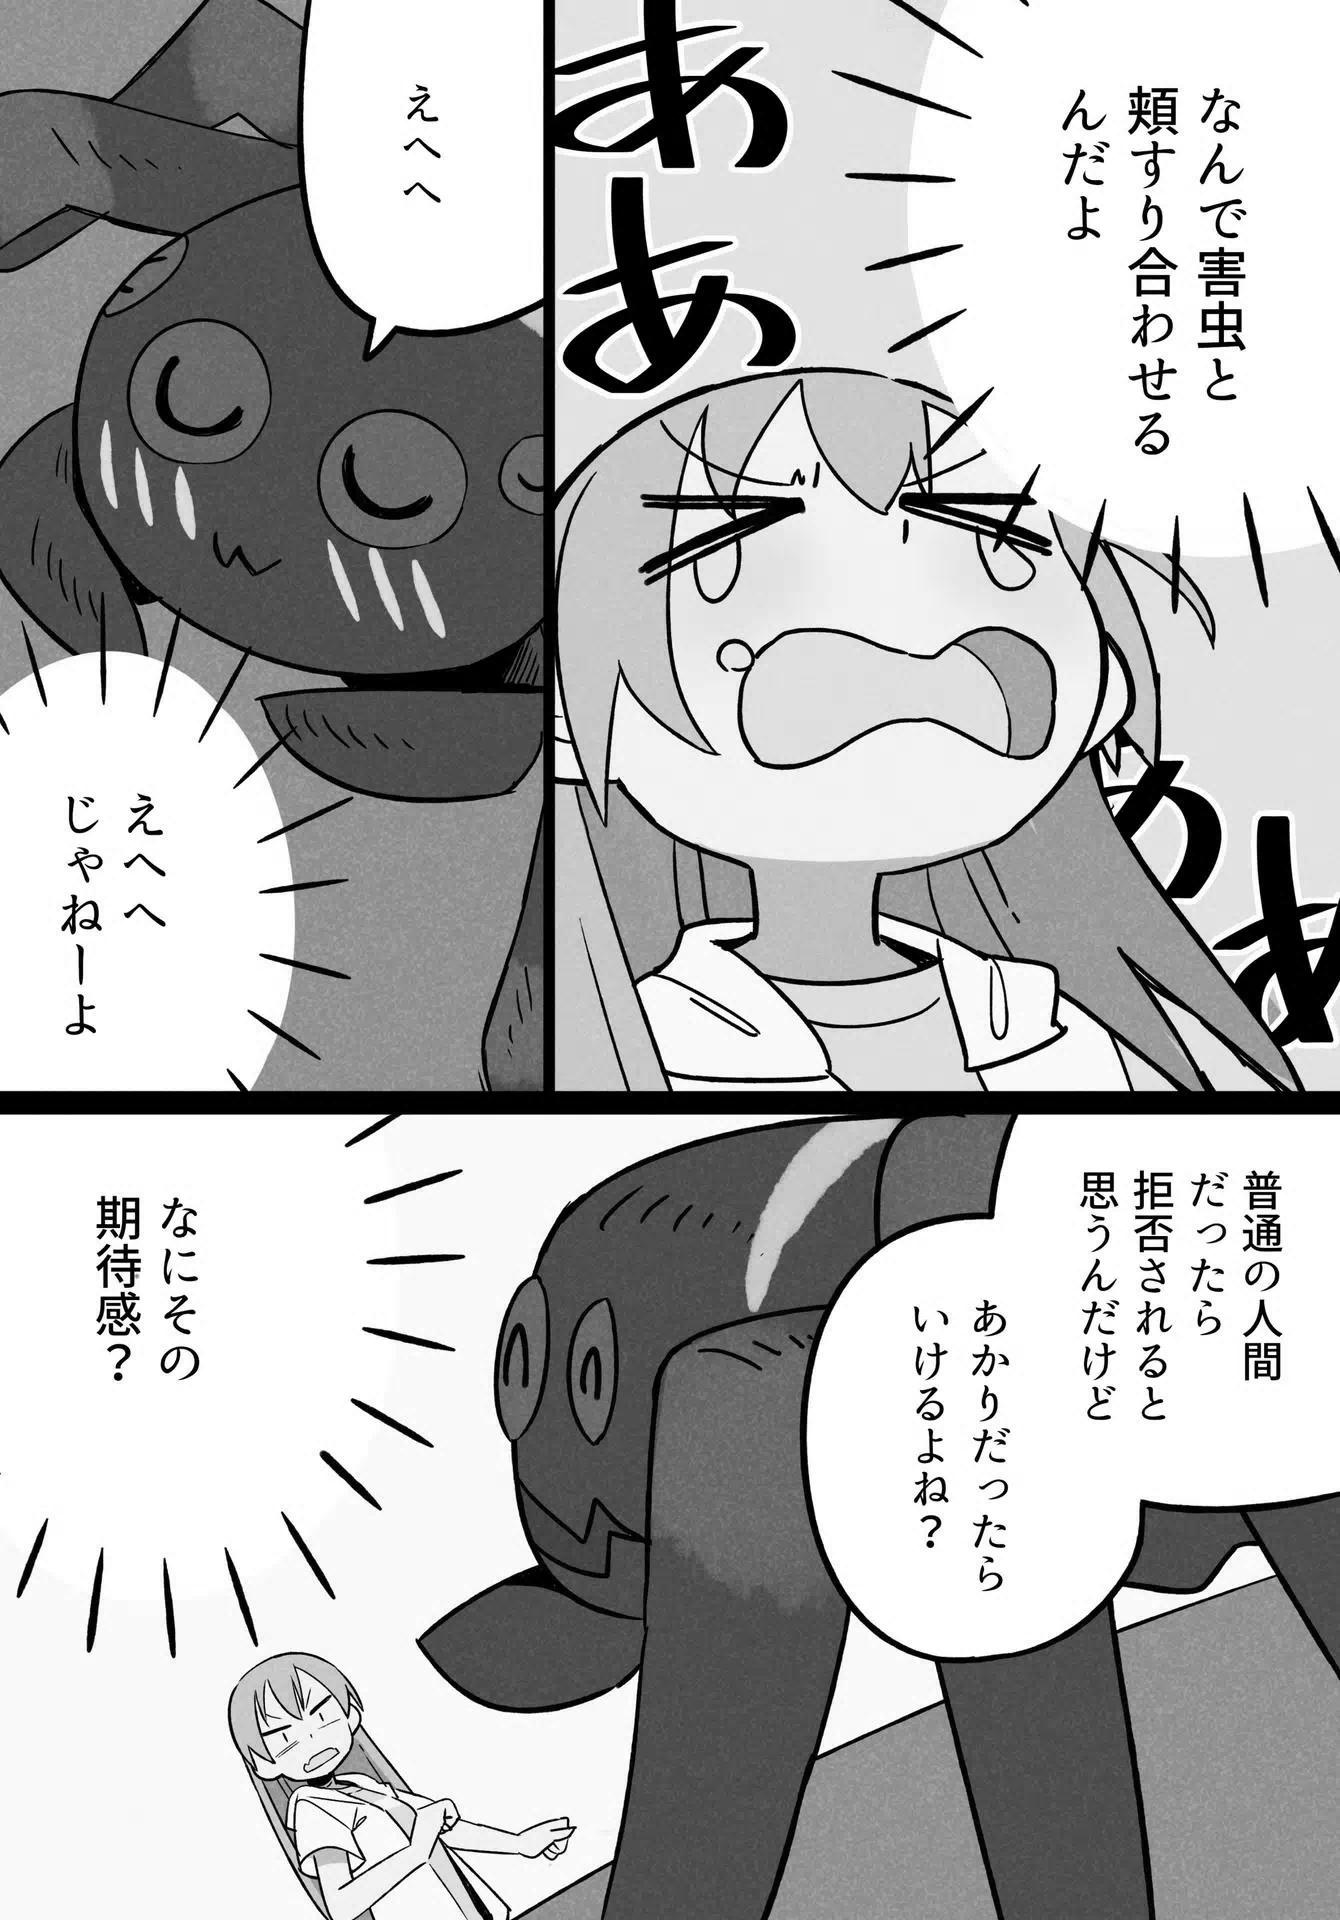 なんで害虫と
頬すり合わせる
んだよ
ああ
ああ
えへへ
えへへ
じゃねーよ
普通の人間
だったら
拒否されると
思うんだけど
あかりだったら
いけるよね？
なにその
期待感？